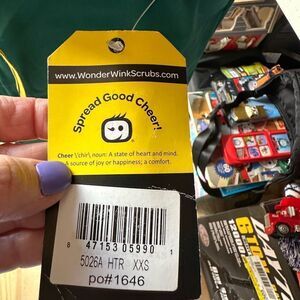 www.WonderWinkScrubs.com
Spread Good Cheer!
Cheer \'chir\ noun: A state of heart and mind.
A source of joy or happiness; a comfort.
8 47153 05990 1
5026A HTR XXS
po#1646